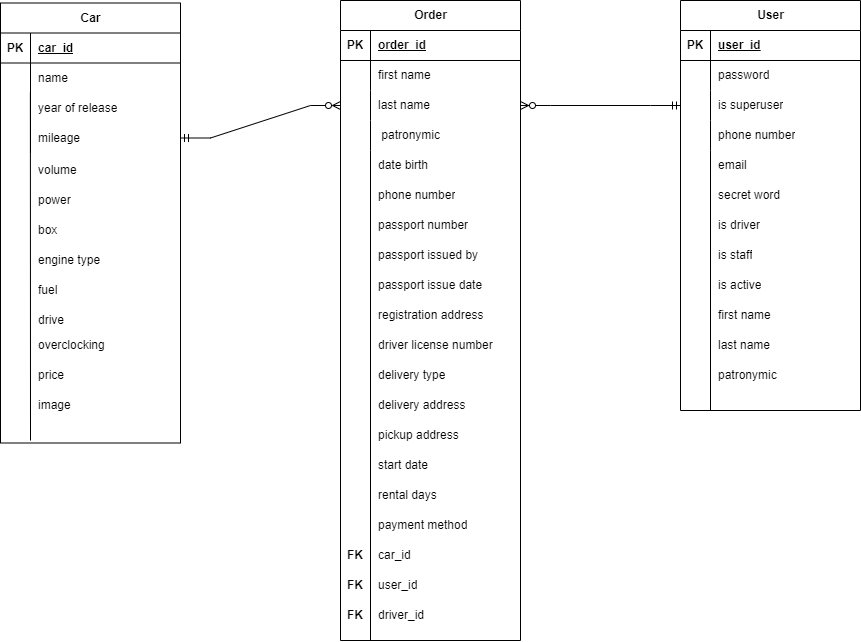 Car
PK car_id
name
year of release
mileage
volume
power
box
engine type
fuel
drive
overclocking
price
image
Order
PK order_id
first name
last name
patronymic
date birth
phone number
passport number
passport issued by
passport issue date
registration address
driver license number
delivery type
delivery address
pickup address
start date
rental days
payment method
FK car_id
FK user_id
FK driver_id
User
PK user_id
password
is superuser
phone number
email
secret word
is driver
is staff
is active
first name
last name
patronymic